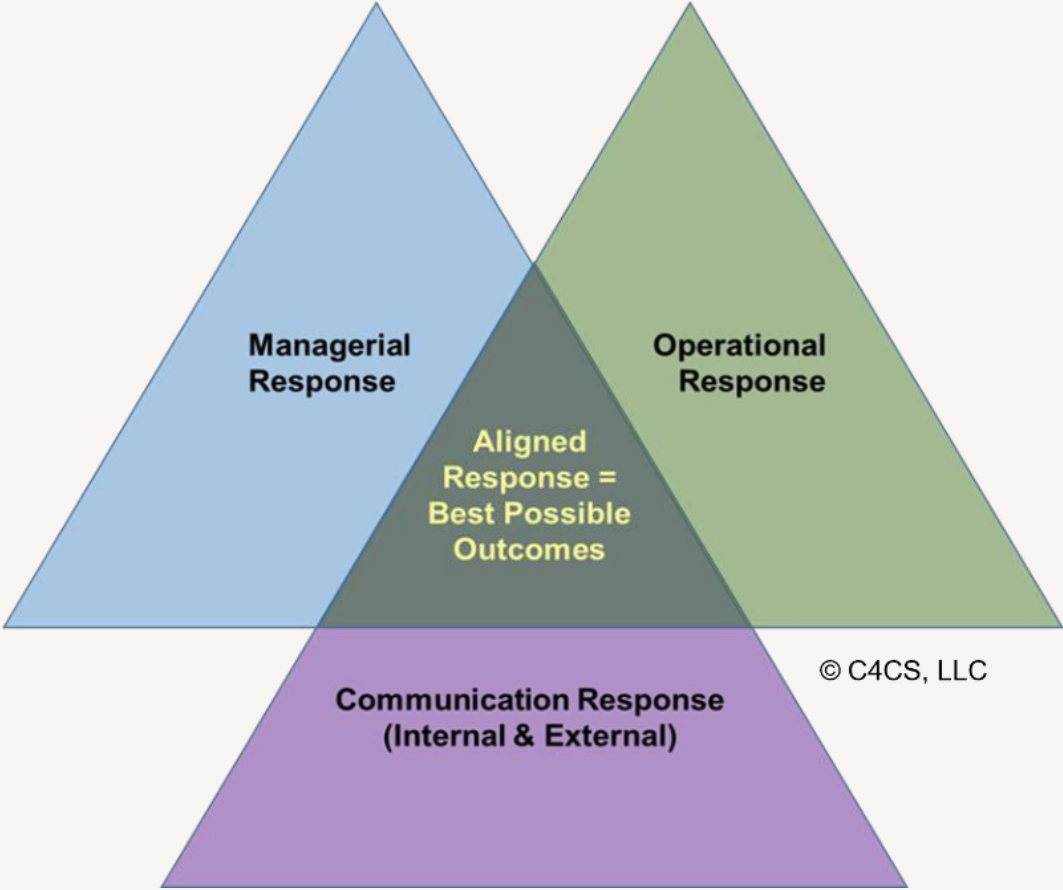 Managerial
Response
Operational
Response
Aligned
Response =
Best Possible
Outcomes
© C4CS, LLC
Communication Response
(Internal & External)